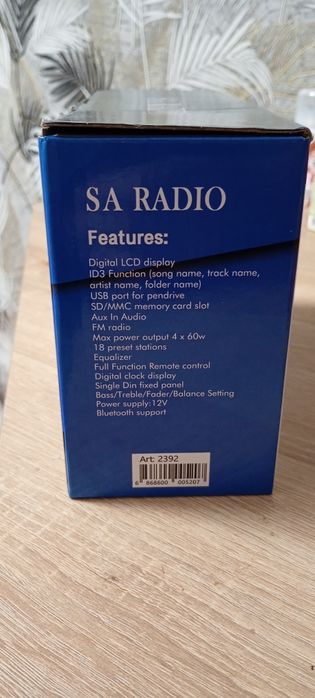 SA RADIO
Features:
Digital LCD display
ID3 Function (song name, track name,
artist name, folder name)
USB port for pendrive
SD/MMC memory card slot
Aux In Audio
FM radio
Max power output 4 x 60w
18 preset stations
Equalizer
Full Function Remote control
Digital clock display
Single Din fixed panel
Bass/Treble/Fader/Balance Setting
Power supply:12V
Bluetooth support
Art: 2392
6 868600 005207